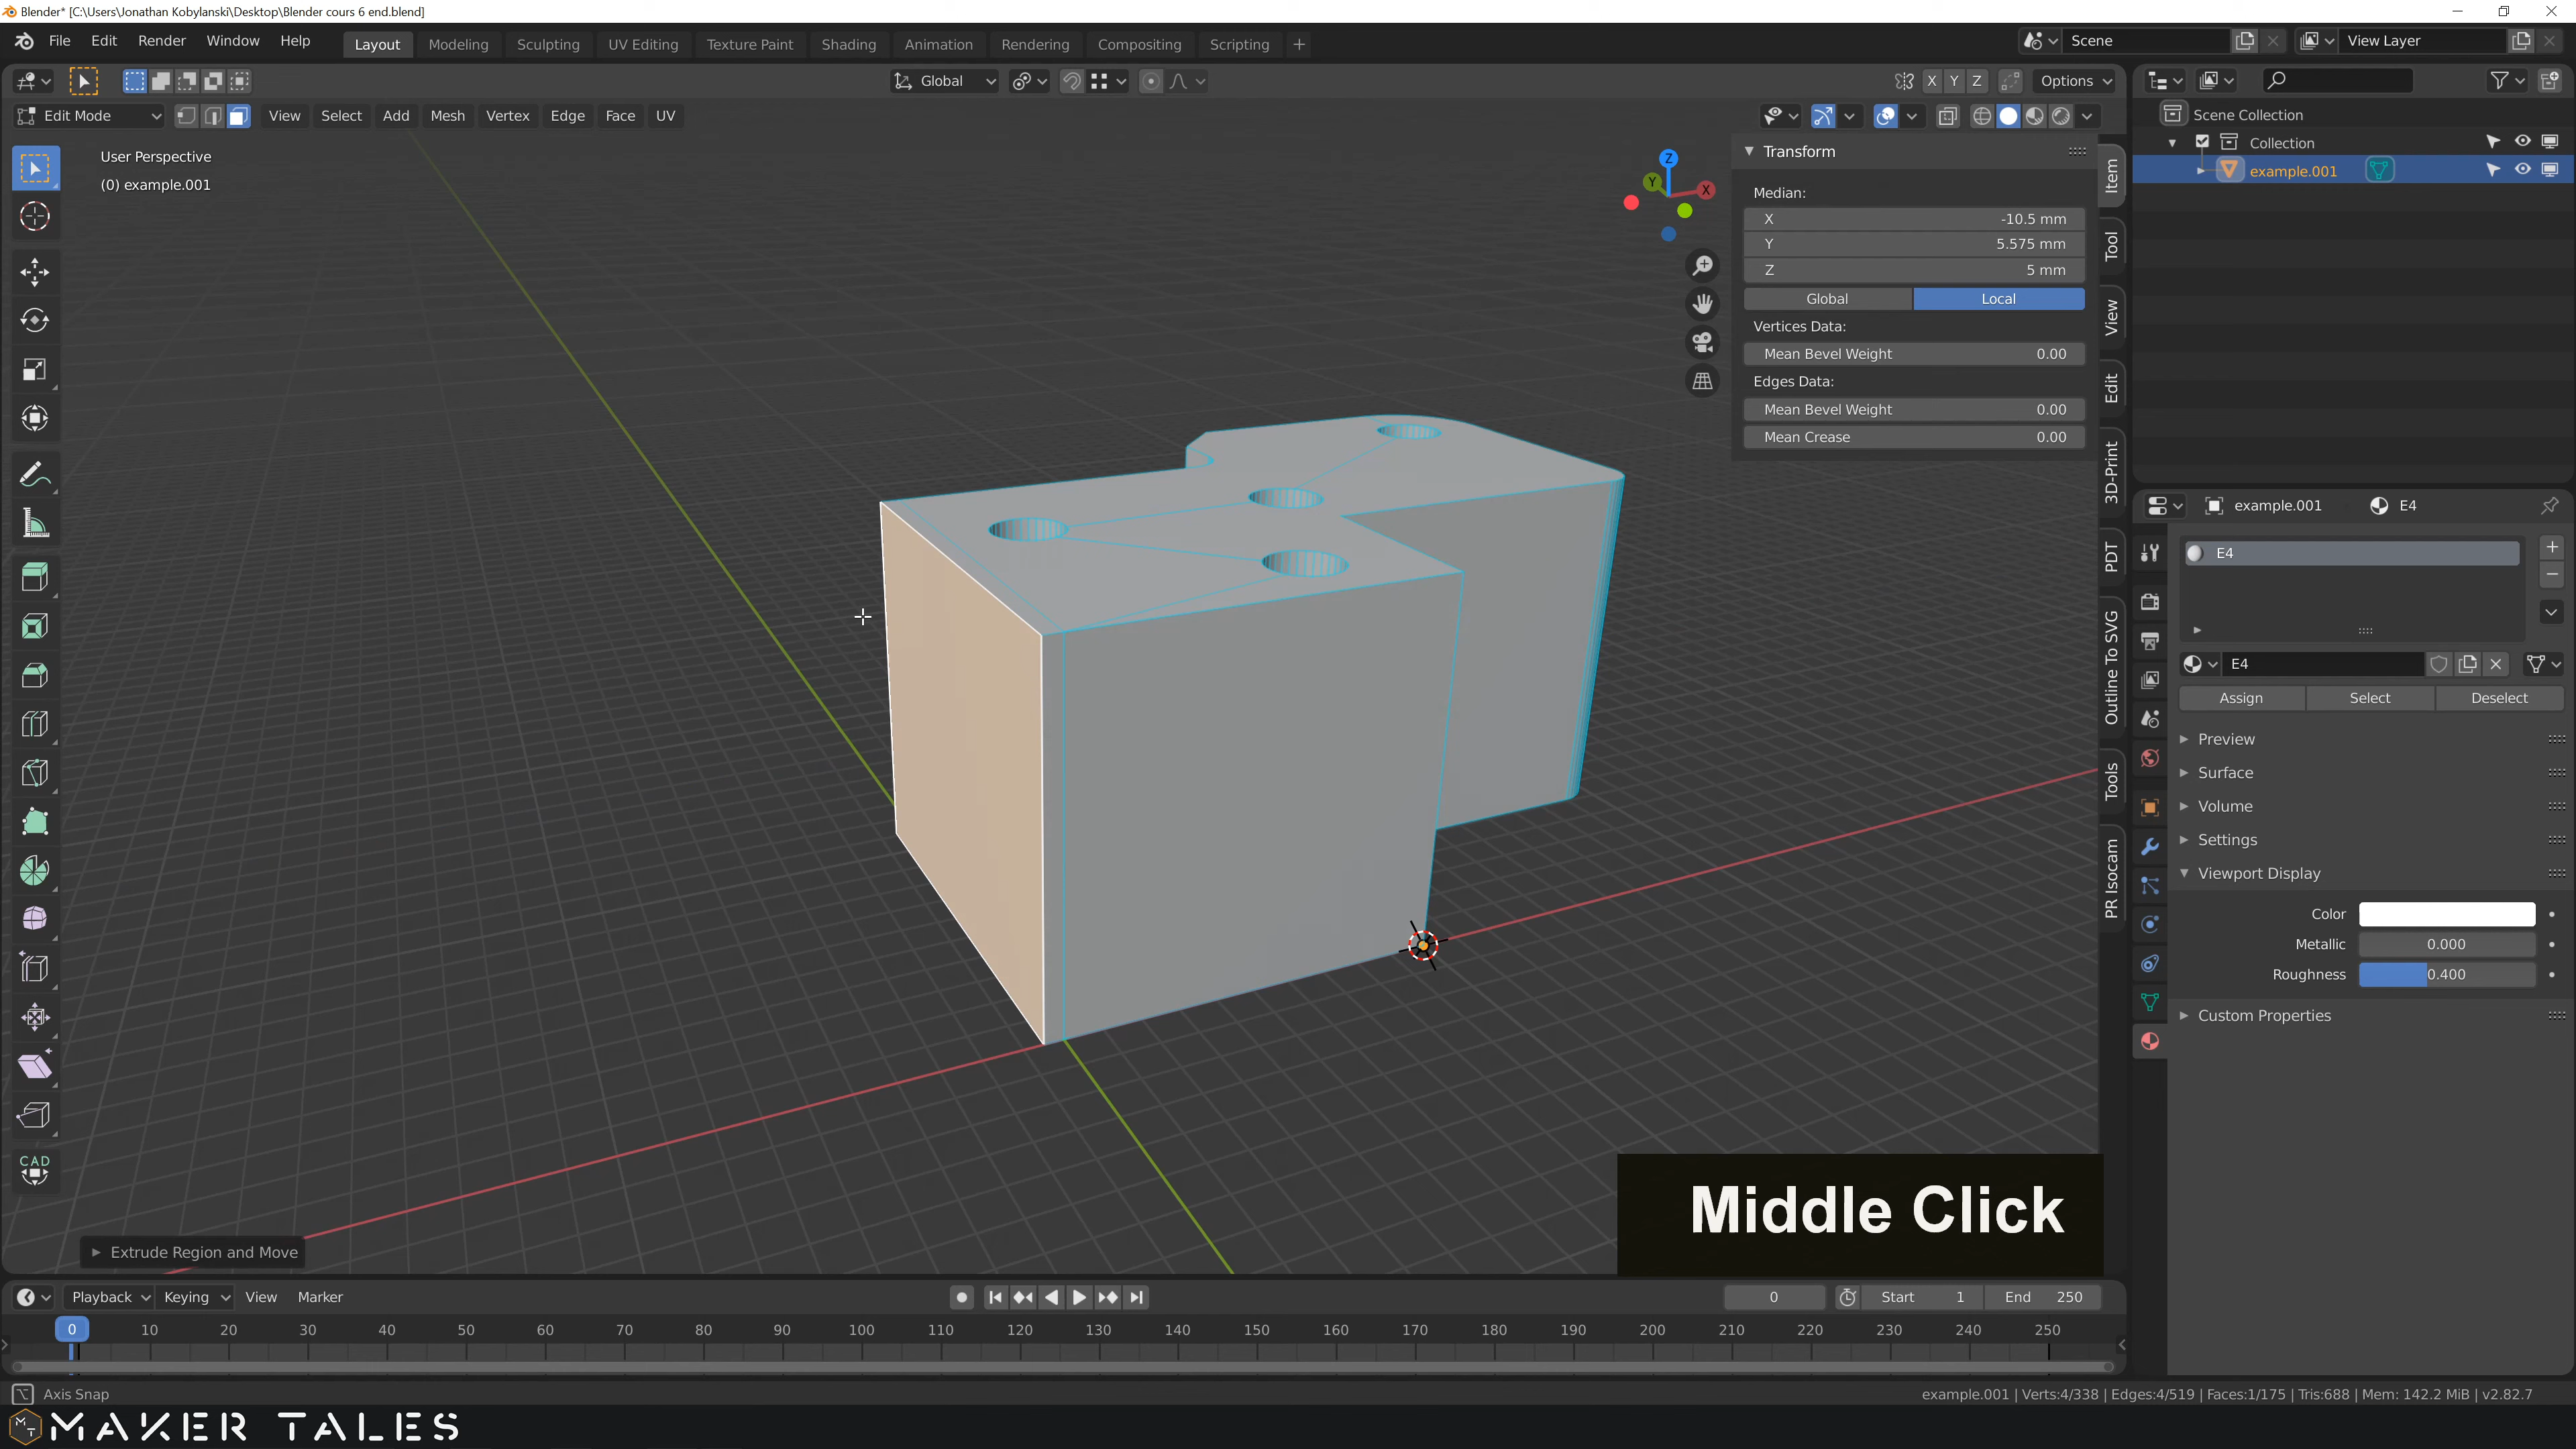 Blender* [C:\Users\Jonathan Kobylanski\Desktop\Blender cours 6 end.blend]
File Edit Render Window Help Layout Modeling Sculpting UV Editing Texture Paint Shading Animation Rendering Compositing Scripting + Scene View Layer
Global X Y Z Options
Edit Mode View Select Add Mesh Vertex Edge Face UV
User Perspective
(0) example.001
Z
Y
X
Transform
Median:
X -10.5 mm
Y 5.575 mm
Z 5 mm
Global Local
Vertices Data:
Mean Bevel Weight 0.00
Edges Data:
Mean Bevel Weight 0.00
Mean Crease 0.00
Item
Tool
View
Edit
3D-Print
PDT
Outline To SVG
Tools
PR Isocam
Scene Collection
Collection
example.001
example.001 E4
E4
E4
Assign Select Deselect
Preview
Surface
Volume
Settings
Viewport Display
Color
Metallic 0.000
Roughness 0.400
Custom Properties
CAD
Middle Click
Extrude Region and Move
Playback Keying View Marker 0 Start 1 End 250
0 10 20 30 40 50 60 70 80 90 100 110 120 130 140 150 160 170 180 190 200 210 220 230 240 250
Axis Snap
example.001 | Verts:4/338 | Edges:4/519 | Faces:1/175 | Tris:688 | Mem: 142.2 MiB | v2.82.7
MT MAKER TALES